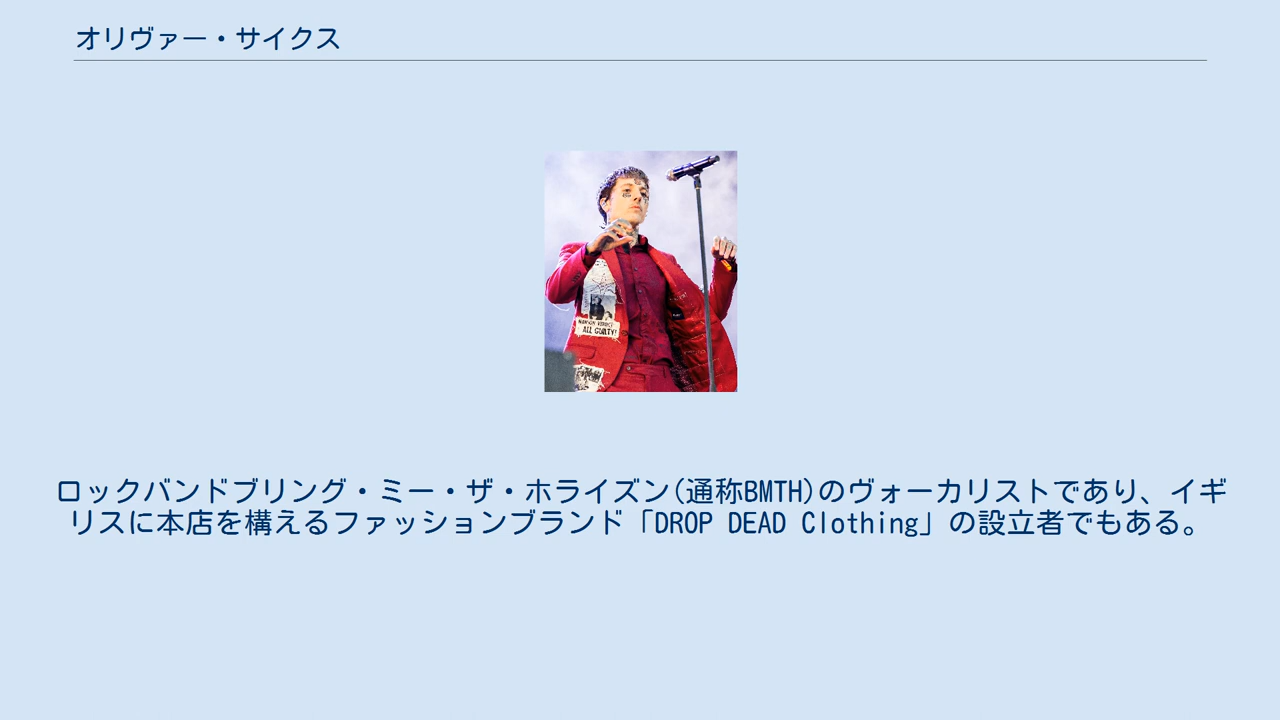 オリヴァー・サイクス
ALL GUILTY!
ロックバンドブリング・ミー・ザ・ホライズン(通称BMTH)のヴォーカリストであり、イギ
リスに本店を構えるファッションブランド「DROP DEAD Clothing」の設立者でもある。